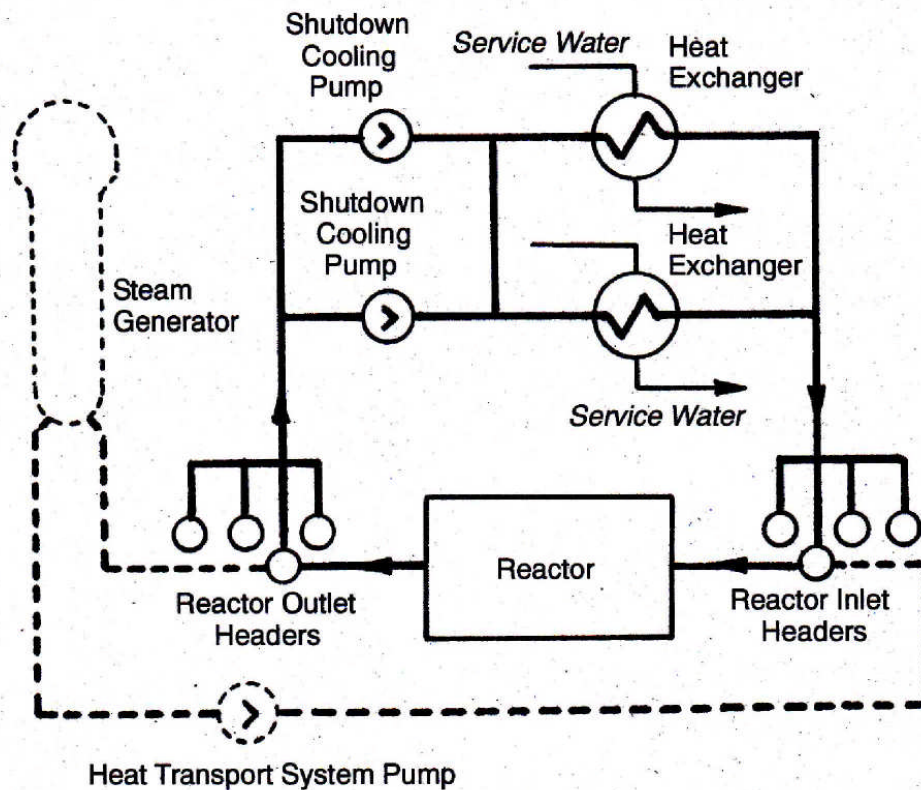 Shutdown
Cooling
Pump
Service Water
Heat
Exchanger
Shutdown
Cooling
Pump
Heat
Exchanger
Steam
Generator
Service Water
Reactor
Reactor Outlet
Headers
Reactor Inlet
Headers
Heat Transport System Pump